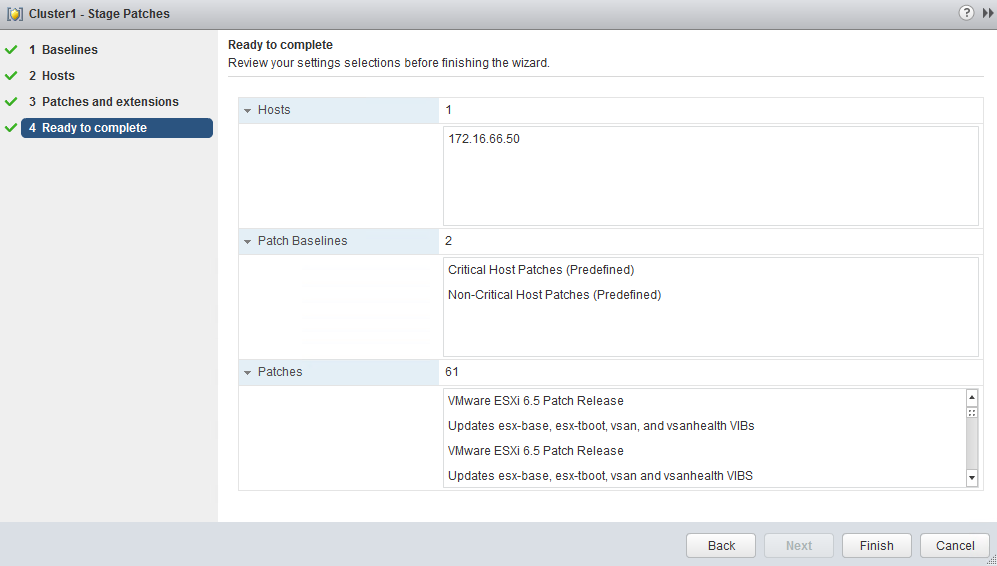 Cluster1 - Stage Patches
?
1 Baselines
2 Hosts
3 Patches and extensions
4 Ready to complete
Ready to complete
Review your settings selections before finishing the wizard.
Hosts 1
172.16.66.50
Patch Baselines 2
Critical Host Patches (Predefined)
Non-Critical Host Patches (Predefined)
Patches 61
VMware ESXi 6.5 Patch Release
Updates esx-base, esx-tboot, vsan, and vsanhealth VIBs
VMware ESXi 6.5 Patch Release
Updates esx-base, esx-tboot, vsan and vsanhealth VIBS
Back Next Finish Cancel